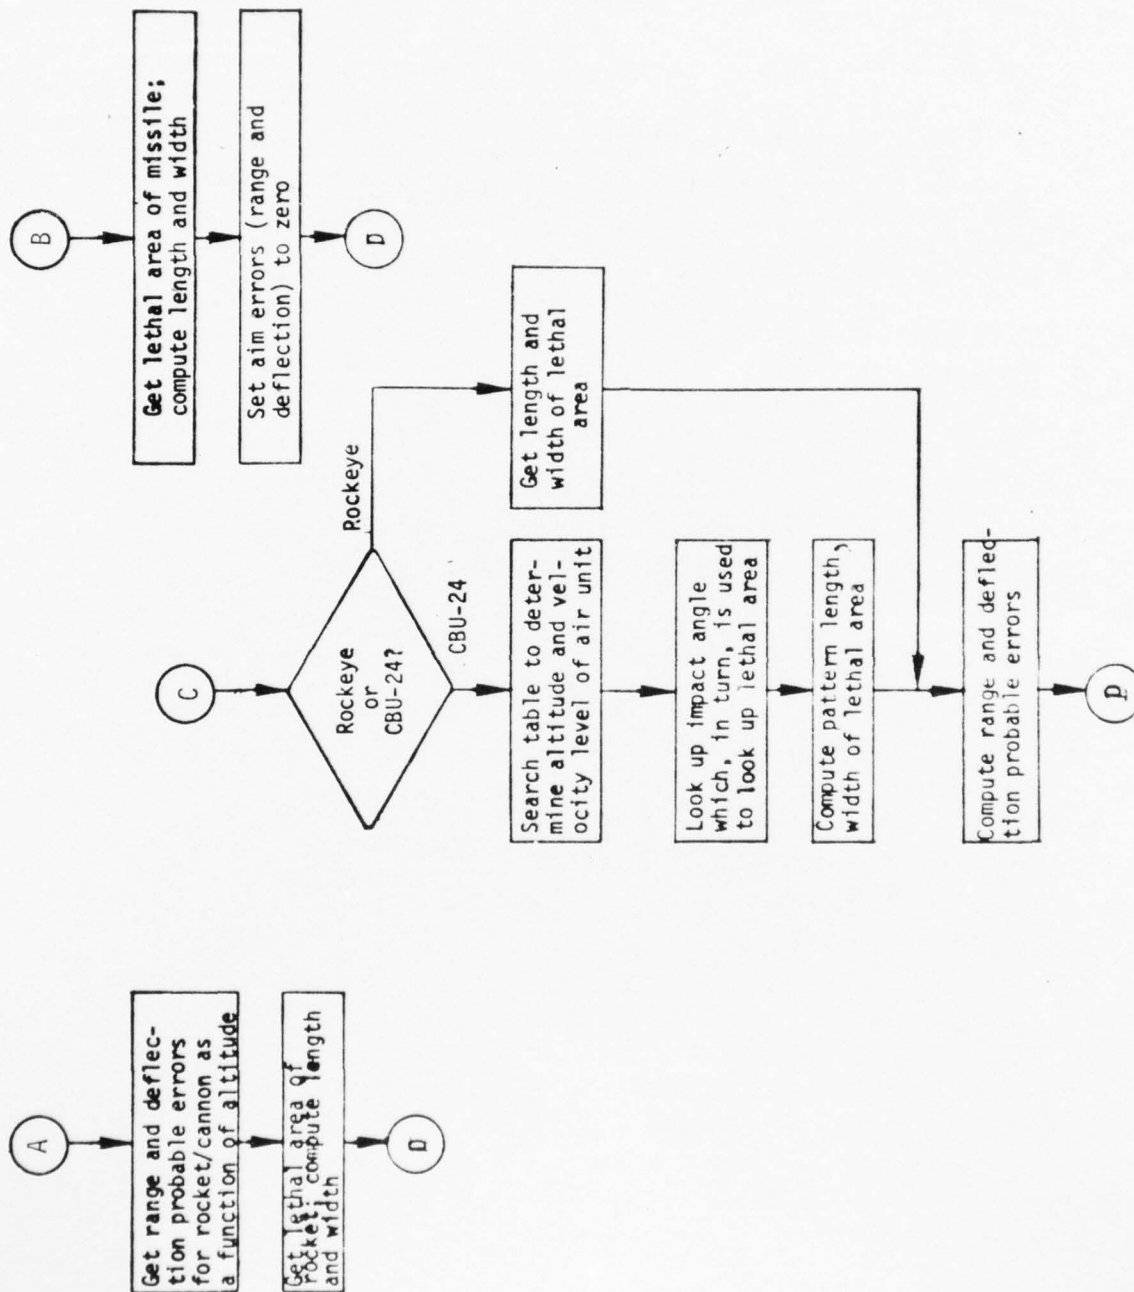 A
Get range and deflec-
tion probable errors
for rocket/cannon as
a function of altitude
Get lethal area of
rocket; compute length
and width
D
C
Rockeye
or
CBU-24?
Rockeye
CBU-24
Search table to deter-
mine altitude and vel-
ocity level of air unit
Look up impact angle
which, in turn, is used
to look up lethal area
Compute pattern length,
width of lethal area
Get length and
width of lethal
area
Compute range and deflec-
tion probable errors
D
B
Get lethal area of missile;
compute length and width
Set aim errors (range and
deflection) to zero
D